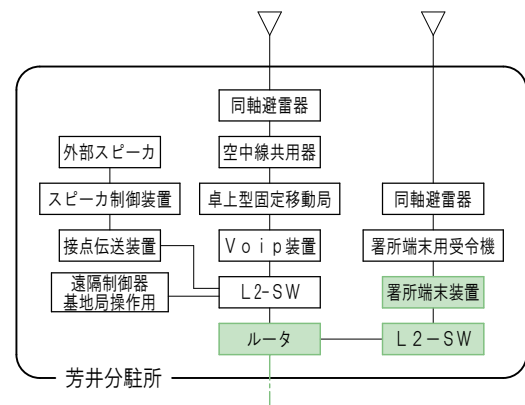 同軸避雷器
外部スピーカ
空中線共用器
スピーカ制御装置
卓上型固定移動局
同軸避雷器
接点伝送装置
Ｖｏｉｐ装置
署所端末用受令機
遠隔制御器
基地局操作用
L2-SW
署所端末装置
ルータ
Ｌ２－ＳＷ
芳井分駐所